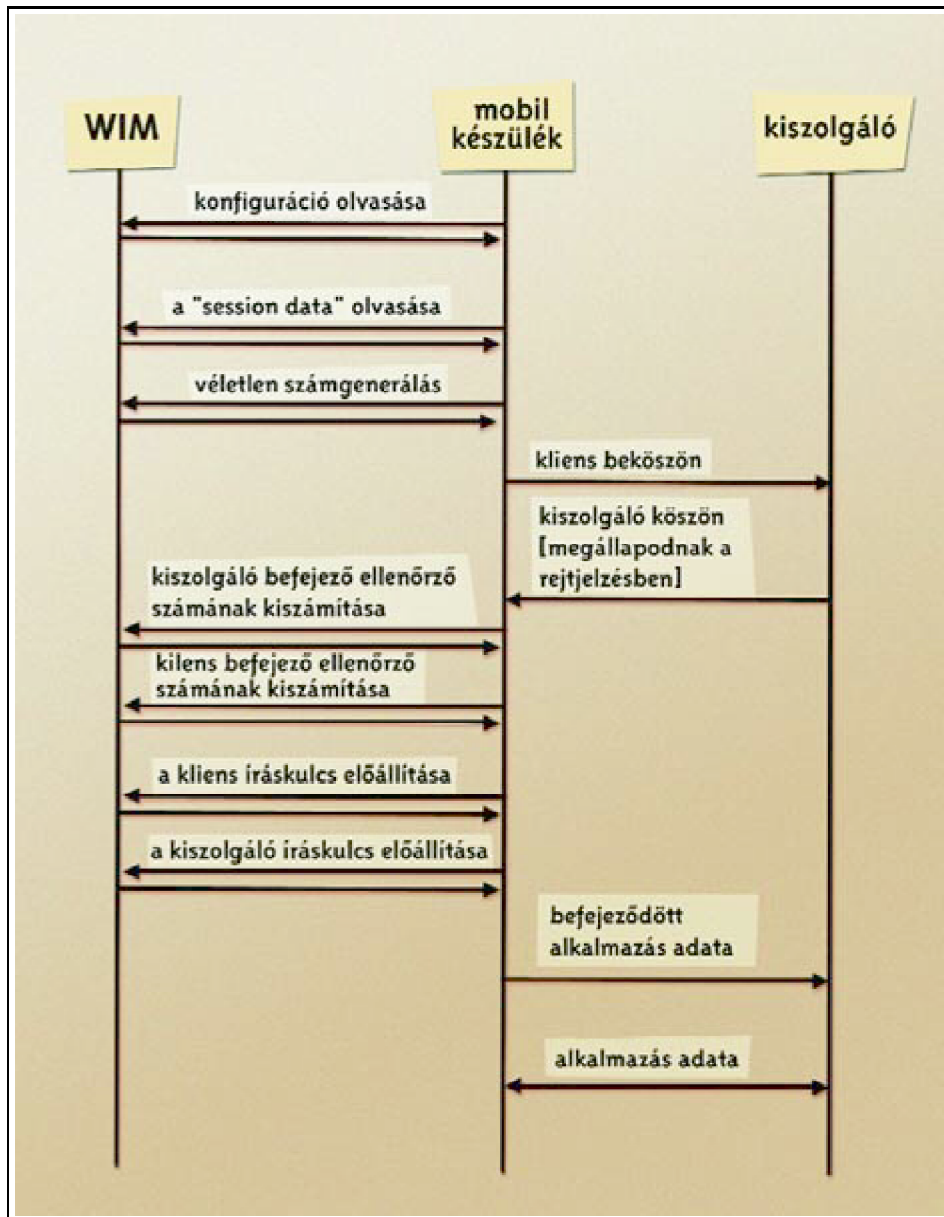 WIM
mobil
készülék
kiszolgáló
konfiguráció olvasása
a "session data" olvasása
véletlen számgenerálás
kliens beköszön
kiszolgáló köszön
[megállapodnak a
rejtjelzésben]
kiszolgáló befejező ellenőrző
számának kiszámítása
kilens befejező ellenőrző
számának kiszámítása
a kliens íráskulcs előállítása
a kiszolgáló íráskulcs előállítása
befejeződött
alkalmazás adata
alkalmazás adata